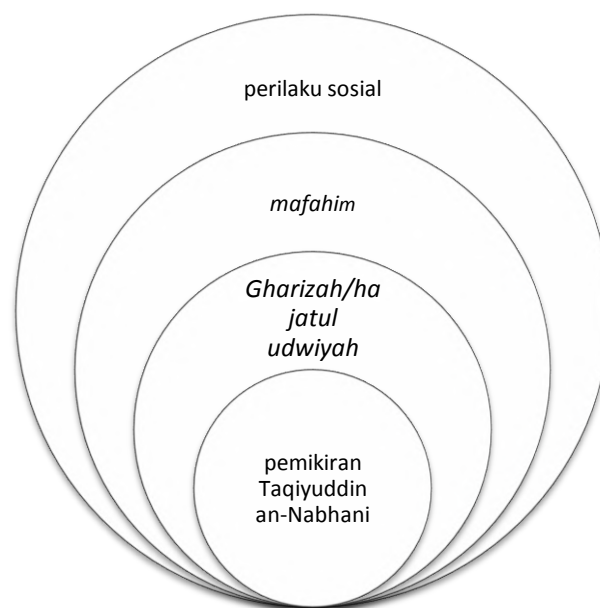 perilaku sosial
mafahim
Gharizah/ha
jatul
udwiyah
pemikiran
Taqiyuddin
an-Nabhani